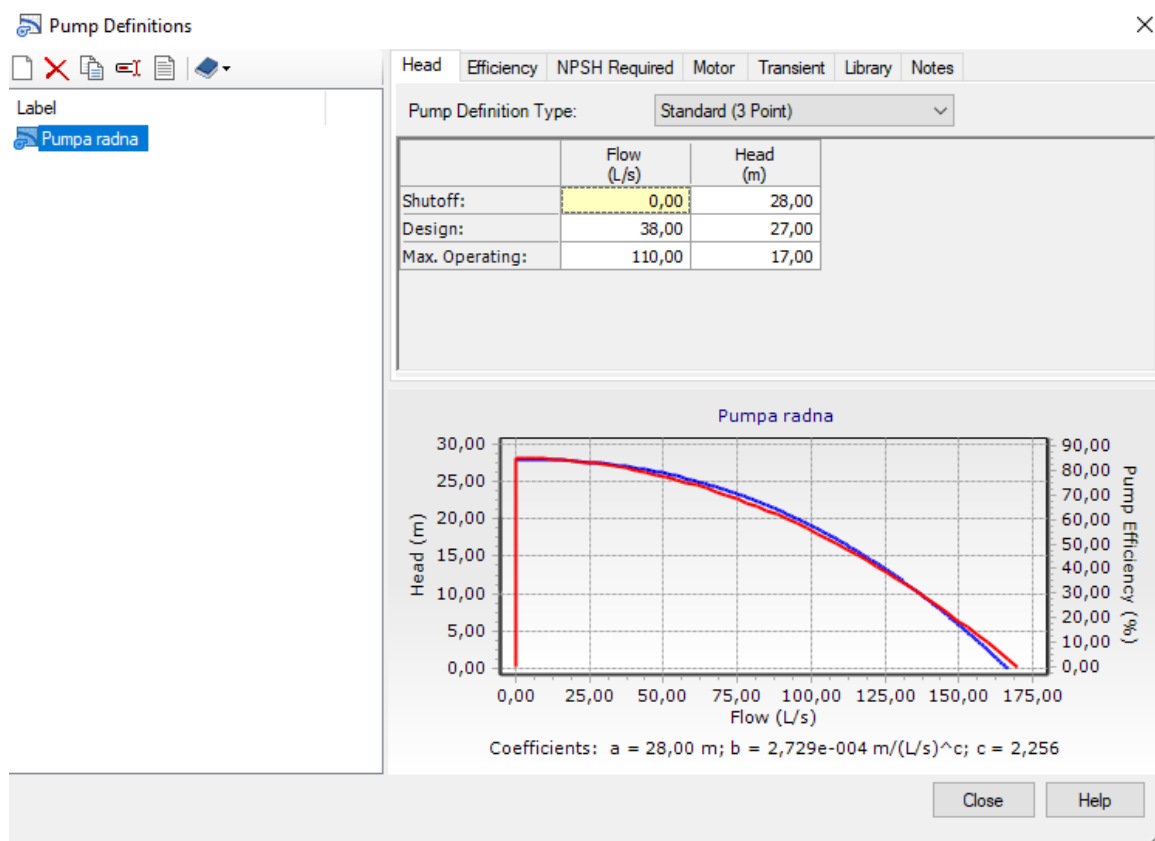 Pump Definitions
Label
Pumpa radna
Head Efficiency NPSH Required Motor Transient Library Notes
Pump Definition Type: Standard (3 Point)
Flow (L/s) Head (m)
Shutoff: 0,00 28,00
Design: 38,00 27,00
Max. Operating: 110,00 17,00
Pumpa radna
Head (m)
30,00
25,00
20,00
15,00
10,00
5,00
0,00
90,00
80,00
70,00
60,00
50,00
40,00
30,00
20,00
10,00
0,00
Pump Efficiency (%)
0,00 25,00 50,00 75,00 100,00 125,00 150,00 175,00
Flow (L/s)
Coefficients: a = 28,00 m; b = 2,729e-004 m/(L/s)^c; c = 2,256
Close Help